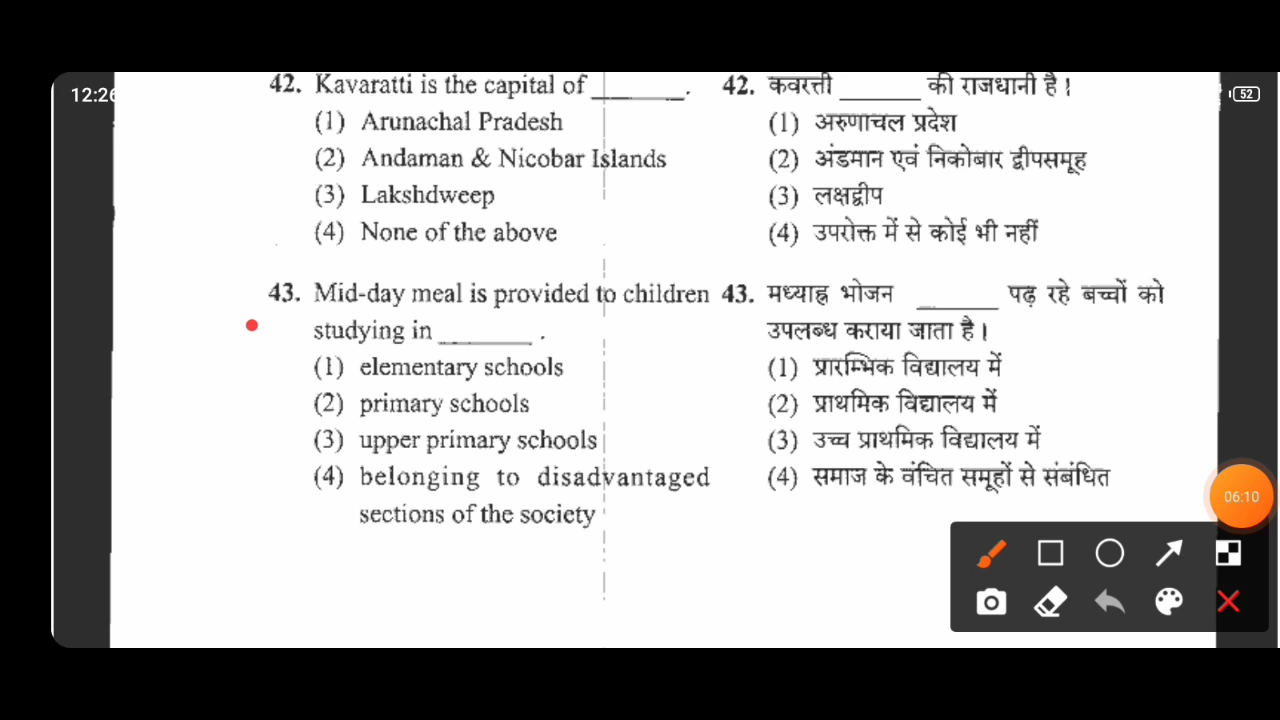 12:26
52
42. Kavaratti is the capital of ________.
(1) Arunachal Pradesh
(2) Andaman & Nicobar Islands
(3) Lakshdweep
(4) None of the above
43. Mid-day meal is provided to children
studying in ________ .
(1) elementary schools
(2) primary schools
(3) upper primary schools
(4) belonging to disadvantaged
sections of the society
42. कवरत्ती ________ की राजधानी है।
(1) अरुणाचल प्रदेश
(2) अंडमान एवं निकोबार द्वीपसमूह
(3) लक्षद्वीप
(4) उपरोक्त में से कोई भी नहीं
43. मध्याह्न भोजन ________ पढ़ रहे बच्चों को
उपलब्ध कराया जाता है।
(1) प्रारम्भिक विद्यालय में
(2) प्राथमिक विद्यालय में
(3) उच्च प्राथमिक विद्यालय में
(4) समाज के वंचित समूहों से संबंधित
06:10